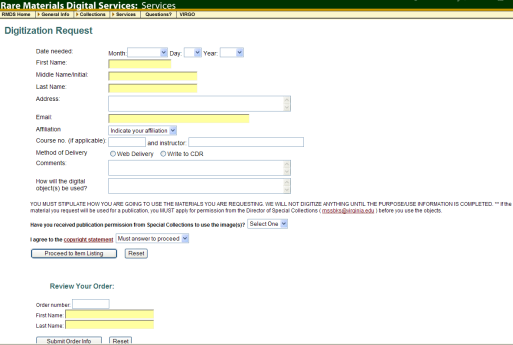 Rare Materials Digital Services: Services
RMDS Home General Info Collections Services Questions? VIRGO
Digitization Request
Date needed: Month: Day: Year:
First Name:
Middle Name/Initial:
Last Name:
Address:
Email:
Affiliation Indicate your affiliation
Course no. (if applicable): and instructor:
Method of Delivery Web Delivery Write to CDR
Comments:
How will the digital
object(s) be used?
YOU MUST STIPULATE HOW YOU ARE GOING TO USE THE MATERIALS YOU ARE REQUESTING. WE WILL NOT DIGITIZE ANYTHING UNTIL THE PURPOSE/USE INFORMATION IS COMPLETED. ** If the
material you request will be used for a publication, you MUST apply for permission from the Director of Special Collections ( mssbks@virginia.edu ) before you use the objects.
Have you received publication permission from Special Collections to use the image(s)? Select One
I agree to the copyright statement Must answer to proceed
Proceed to Item Listing Reset
Review Your Order:
Order number:
First Name:
Last Name:
Submit Order Info Reset